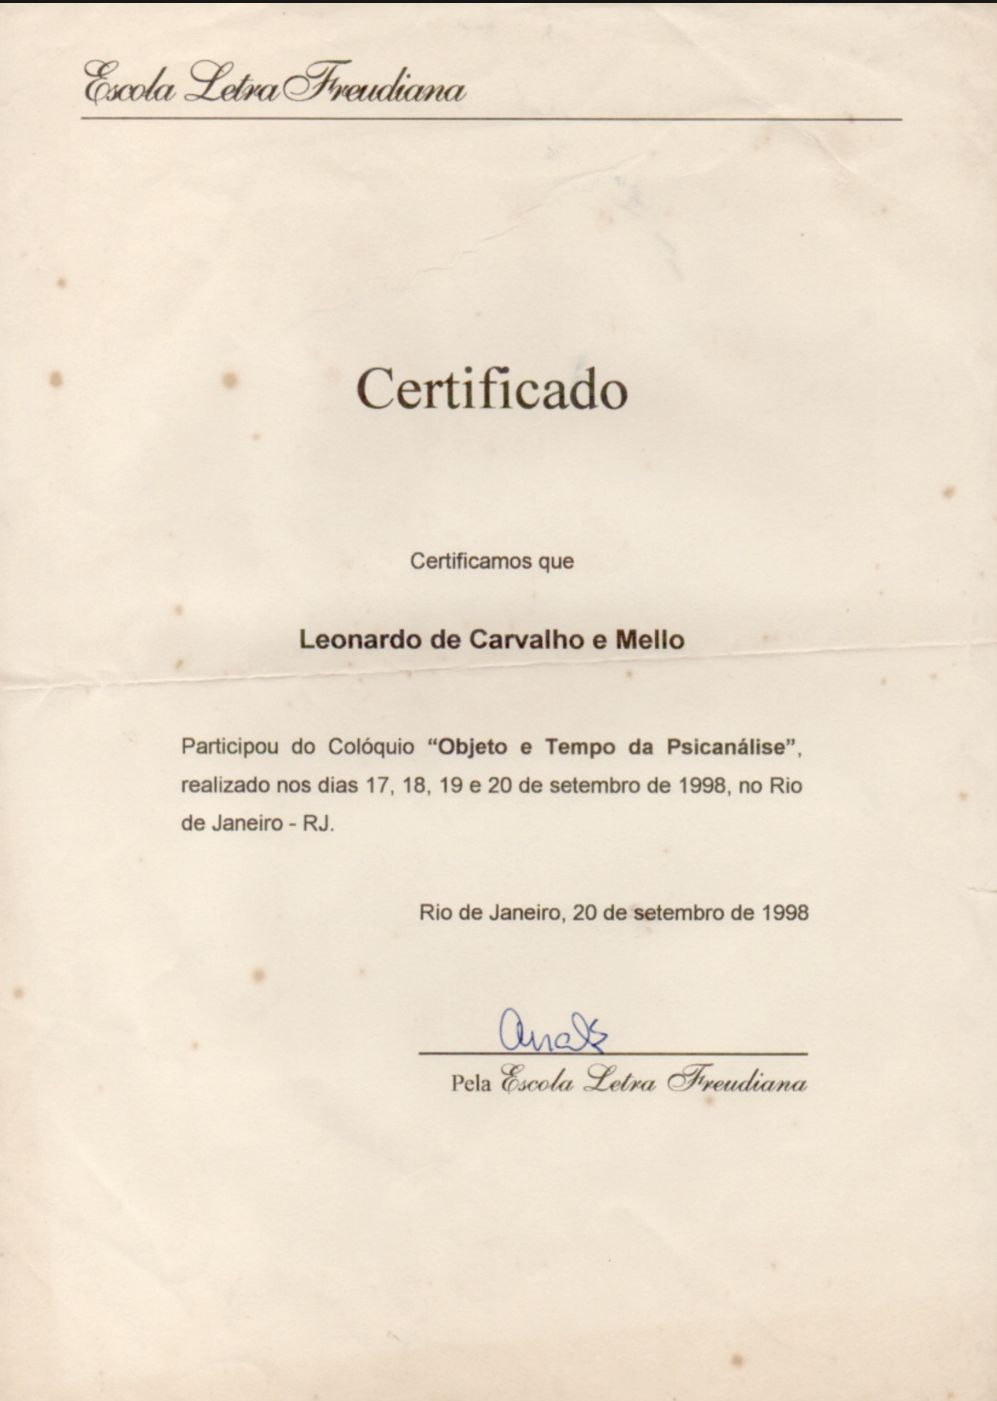 Escola Letra Freudiana
Certificado
Certificamos que
Leonardo de Carvalho e Mello
Participou do Colóquio “Objeto e Tempo da Psicanálise”,
realizado nos dias 17, 18, 19 e 20 de setembro de 1998, no Rio
de Janeiro - RJ.
Rio de Janeiro, 20 de setembro de 1998
Pela Escola Letra Freudiana